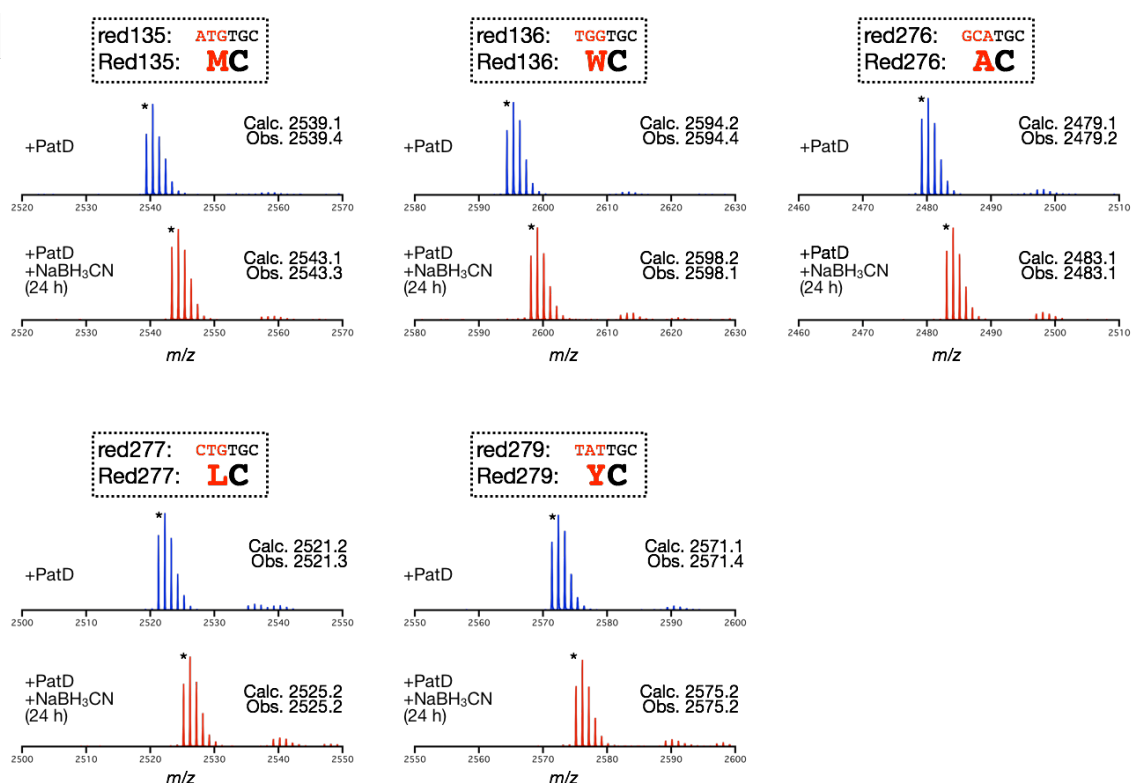 red135: ATGTGC
Red135: MC
*
+PatD
Calc. 2539.1
Obs. 2539.4
2520 2530 2540 2550 2560 2570
*
+PatD
+NaBH₃CN
(24 h)
Calc. 2543.1
Obs. 2543.3
2520 2530 2540 2550 2560 2570
m/z
red136: TGGTGC
Red136: WC
*
+PatD
Calc. 2594.2
Obs. 2594.4
2580 2590 2600 2610 2620 2630
*
+PatD
+NaBH₃CN
(24 h)
Calc. 2598.2
Obs. 2598.1
2580 2590 2600 2610 2620 2630
m/z
red276: GCATGC
Red276: AC
*
+PatD
Calc. 2479.1
Obs. 2479.2
2460 2470 2480 2490 2500 2510
*
+PatD
+NaBH₃CN
(24 h)
Calc. 2483.1
Obs. 2483.1
2460 2470 2480 2490 2500 2510
m/z
red277: CTGTGC
Red277: LC
*
+PatD
Calc. 2521.2
Obs. 2521.3
2500 2510 2520 2530 2540 2550
*
+PatD
+NaBH₃CN
(24 h)
Calc. 2525.2
Obs. 2525.2
2500 2510 2520 2530 2540 2550
m/z
red279: TATTGC
Red279: YC
*
+PatD
Calc. 2571.1
Obs. 2571.4
2550 2560 2570 2580 2590 2600
*
+PatD
+NaBH₃CN
(24 h)
Calc. 2575.2
Obs. 2575.2
2550 2560 2570 2580 2590 2600
m/z